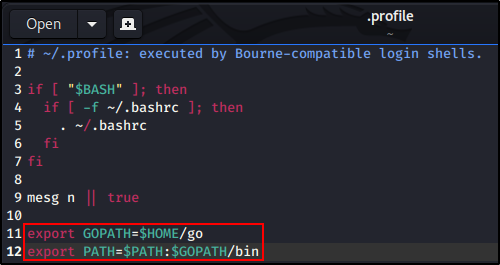 Open
.profile
~
1 # ~/.profile: executed by Bourne-compatible login shells.
2
3 if [ "$BASH" ]; then
4   if [ -f ~/.bashrc ]; then
5     . ~/.bashrc
6   fi
7 fi
8
9 mesg n || true
10
11 export GOPATH=$HOME/go
12 export PATH=$PATH:$GOPATH/bin